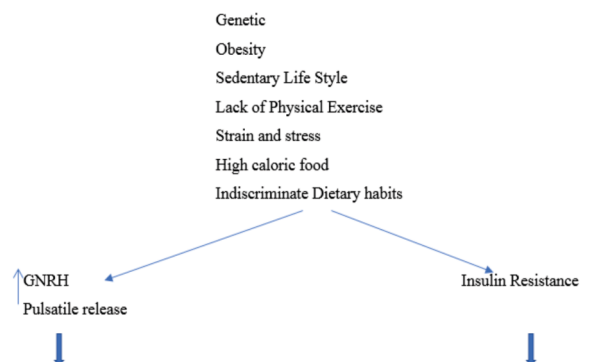 Genetic
Obesity
Sedentary Life Style
Lack of Physical Exercise
Strain and stress
High caloric food
Indiscriminate Dietary habits
GNRH
Insulin Resistance
Pulsatile release